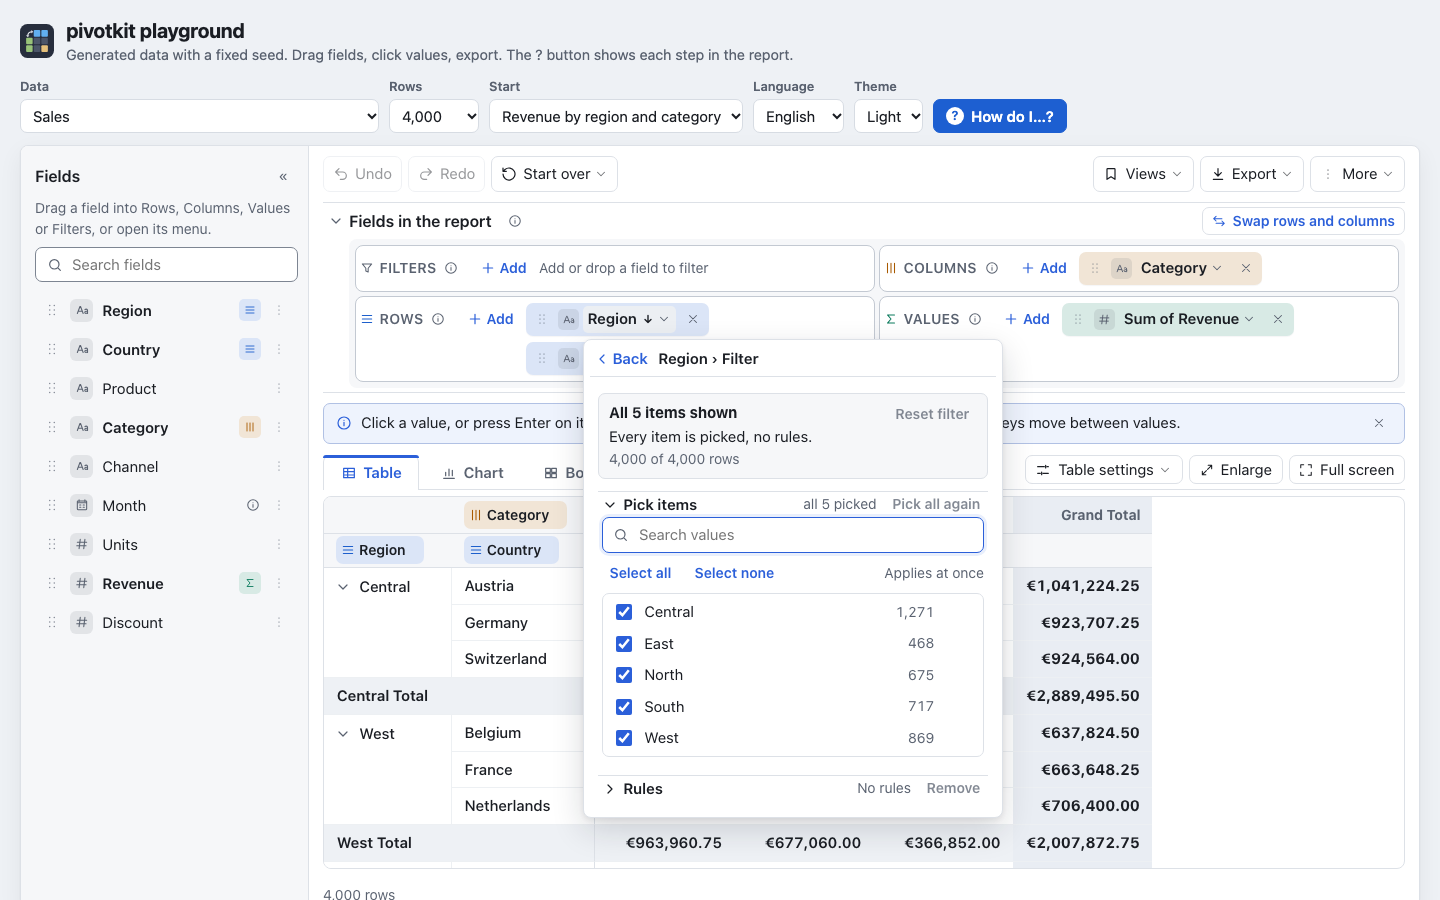 pivotkit playground
Generated data with a fixed seed. Drag fields, click values, export. The ? button shows each step in the report.
Data
Rows
Start
Language
Theme
Sales
4,000
Revenue by region and category
English
Light
? How do I...?
Fields
«
Drag a field into Rows, Columns, Values
or Filters, or open its menu.
Search fields
Aa Region
Aa Country
Aa Product
Aa Category
Aa Channel
Month
# Units
# Revenue Σ
# Discount
Undo
Redo
Start over
Views
Export
More
Fields in the report
Swap rows and columns
FILTERS
+ Add
Add or drop a field to filter
COLUMNS
+ Add
Aa Category
ROWS
+ Add
Aa Region ↓
Aa
Σ VALUES
+ Add
# Sum of Revenue
Back
Region › Filter
All 5 items shown
Reset filter
Every item is picked, no rules.
4,000 of 4,000 rows
Pick items
all 5 picked
Pick all again
Search values
Select all
Select none
Applies at once
Central 1,271
East 468
North 675
South 717
West 869
Rules
No rules
Remove
Click a value, or press Enter on it
eys move between values.
Table
Chart
Bo
Table settings
Enlarge
Full screen
Category
Grand Total
Region
Country
Central
Austria
€1,041,224.25
Germany
€923,707.25
Switzerland
€924,564.00
Central Total
€2,889,495.50
West
Belgium
€637,824.50
France
€663,648.25
Netherlands
€706,400.00
West Total
€963,960.75
€677,060.00
€366,852.00
€2,007,872.75
4,000 rows